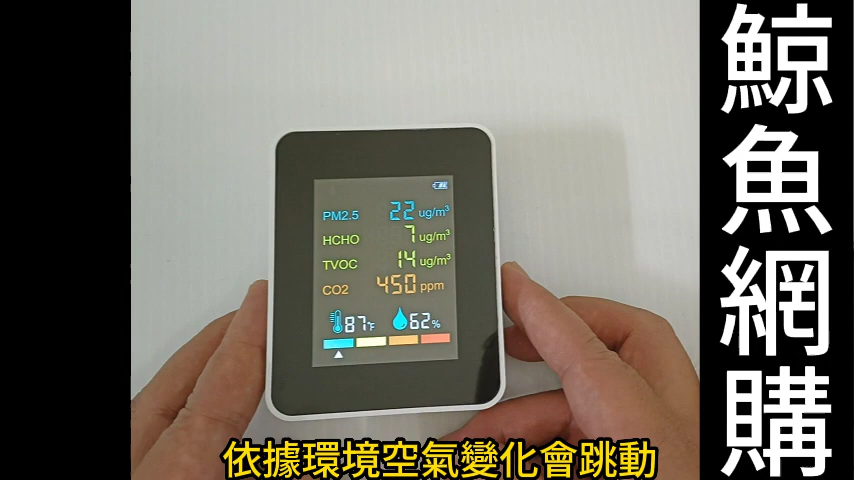 PM2.5 22 ug/m³
HCHO 7 ug/m³
TVOC 14 ug/m³
CO2 450 ppm
87°F 62%
依據環境空氣變化會跳動
鯨魚網購